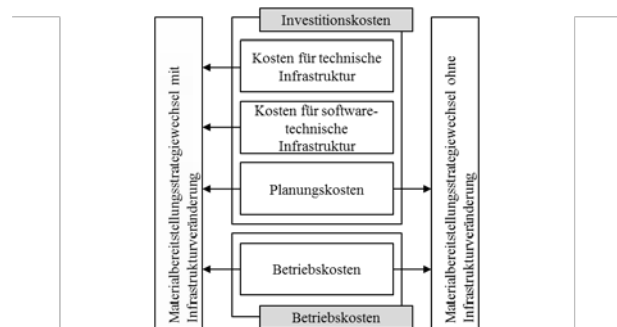 Investitionskosten
Materialbereitstellungsstrategiewechsel mit
Infrastrukturveränderung
Kosten für technische
Infrastruktur
Kosten für software-
technische
Infrastruktur
Planungskosten
Betriebskosten
Betriebskosten
Materialbereitstellungsstrategiewechsel ohne
Infrastrukturveränderung